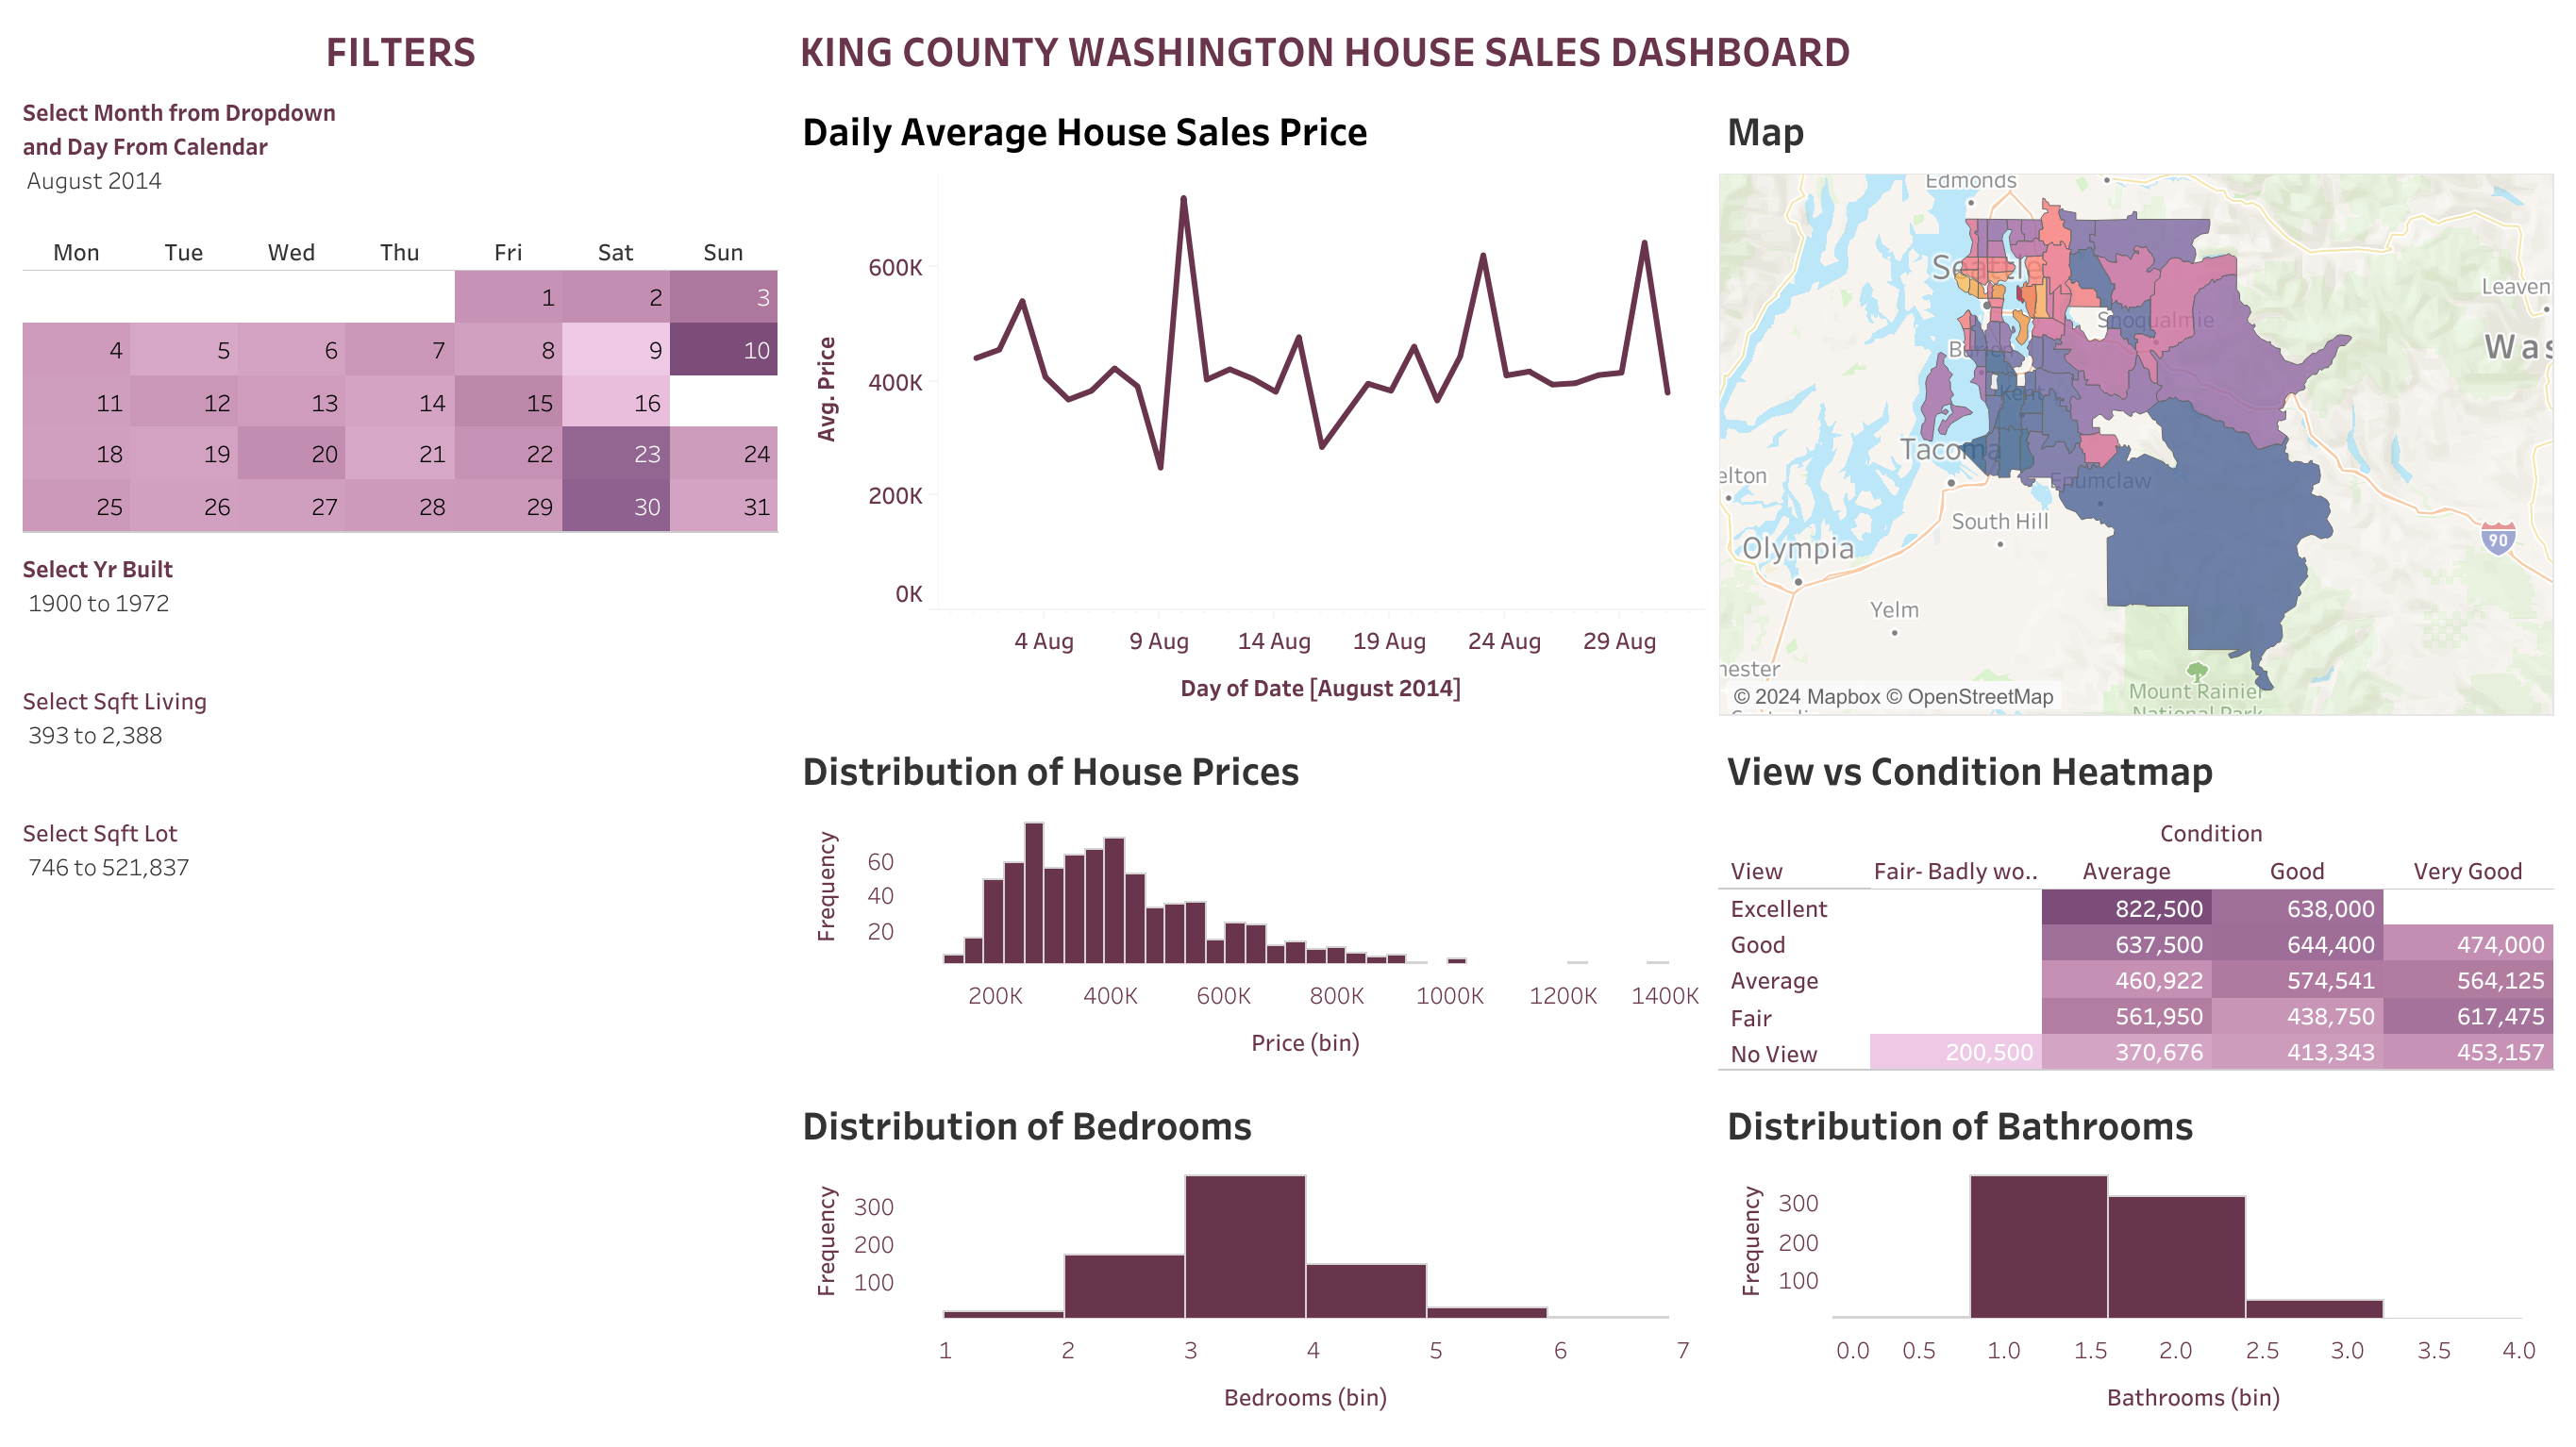 FILTERS
KING COUNTY WASHINGTON HOUSE SALES DASHBOARD
Select Month from Dropdown
and Day From Calendar
August 2014
Mon Tue Wed Thu Fri Sat Sun
1 2 3
4 5 6 7 8 9 10
11 12 13 14 15 16
18 19 20 21 22 23 24
25 26 27 28 29 30 31
Select Yr Built
1900 to 1972
Select Sqft Living
393 to 2,388
Select Sqft Lot
746 to 521,837
Daily Average House Sales Price
Avg. Price
600K
400K
200K
0K
4 Aug 9 Aug 14 Aug 19 Aug 24 Aug 29 Aug
Day of Date [August 2014]
Map
Edmonds
Seattle
Leaven
Snoqualmie
Was
Burien
Kent
Tacoma
elton
Enumclaw
South Hill
Olympia
90
Yelm
hester
Mount Rainier
National Park
© 2024 Mapbox © OpenStreetMap
Distribution of House Prices
Frequency
60
40
20
200K 400K 600K 800K 1000K 1200K 1400K
Price (bin)
View vs Condition Heatmap
Condition
View Fair- Badly wo.. Average Good Very Good
Excellent 822,500 638,000
Good 637,500 644,400 474,000
Average 460,922 574,541 564,125
Fair 561,950 438,750 617,475
No View 200,500 370,676 413,343 453,157
Distribution of Bedrooms
Frequency
300
200
100
1 2 3 4 5 6 7
Bedrooms (bin)
Distribution of Bathrooms
Frequency
300
200
100
0.0 0.5 1.0 1.5 2.0 2.5 3.0 3.5 4.0
Bathrooms (bin)